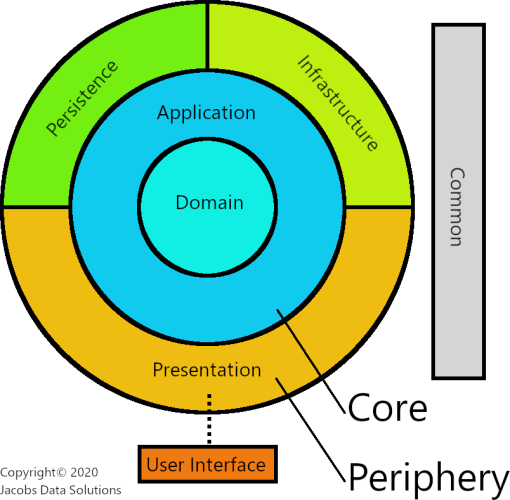 Persistence
Infrastructure
Application
Domain
Common
Presentation
Core
User Interface
Periphery
Copyright© 2020
Jacobs Data Solutions